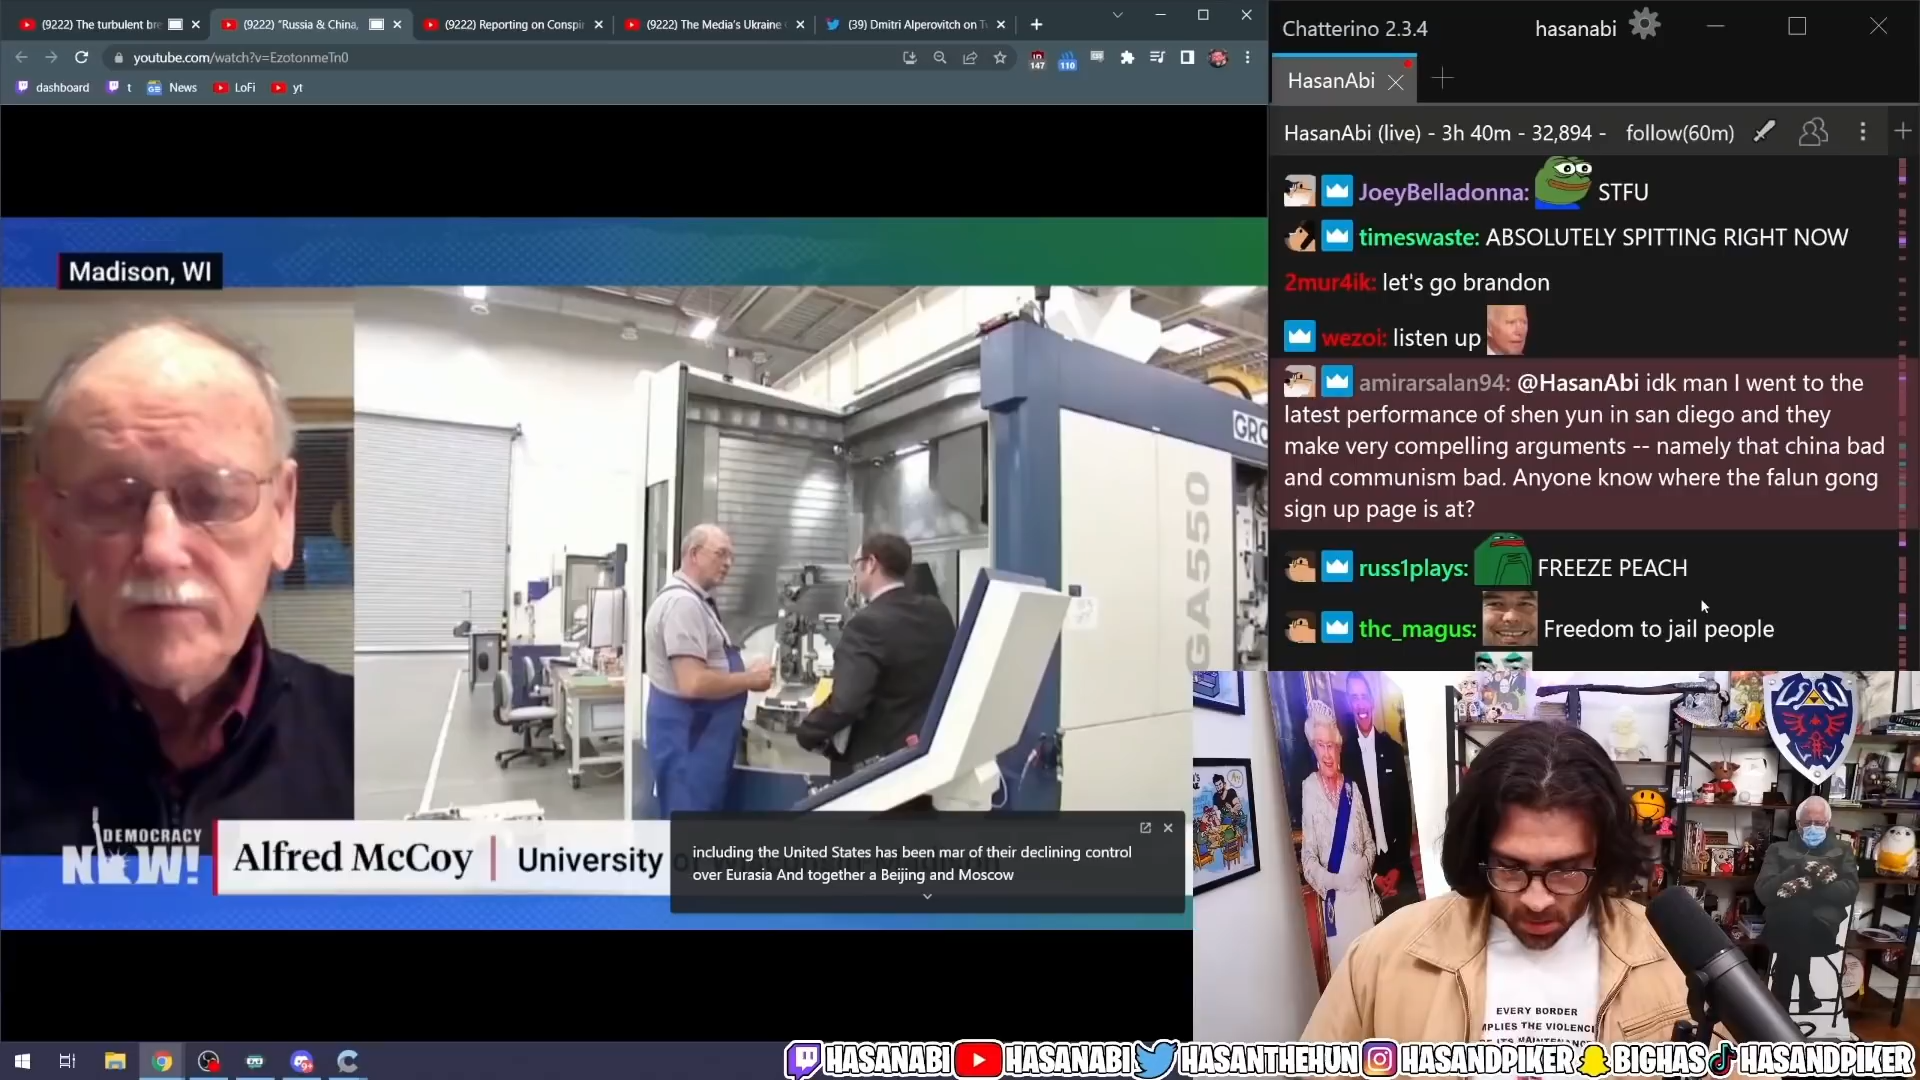 (9222) The turbulent bre
(9222) "Russia & China,
(9222) Reporting on Conspi
(9222) The Media's Ukraine
(39) Dmitri Alperovitch on T
youtube.com/watch?v=EzotonmeTn0
147
110
dashboard
t
News
LoFi
yt
Madison, WI
GA550
DEMOCRACY
NOW!
Alfred McCoy
University
including the United States has been mar of their declining control
over Eurasia And together a Beijing and Moscow
Chatterino 2.3.4
hasanabi
HasanAbi
HasanAbi (live) - 3h 40m - 32,894 -
follow(60m)
JoeyBelladonna: STFU
timeswaste: ABSOLUTELY SPITTING RIGHT NOW
2mur4ik: let's go brandon
wezoi: listen up
amirarsalan94: @HasanAbi idk man I went to the
latest performance of shen yun in san diego and they
make very compelling arguments -- namely that china bad
and communism bad. Anyone know where the falun gong
sign up page is at?
russ1plays: FREEZE PEACH
thc_magus: Freedom to jail people
EVERY BORDER
MPLIES THE VIOLENC
HASANABI
HASANABI
HASANTHEHUN
HASANDPIKER
BIGHAS
HASANDPIKER